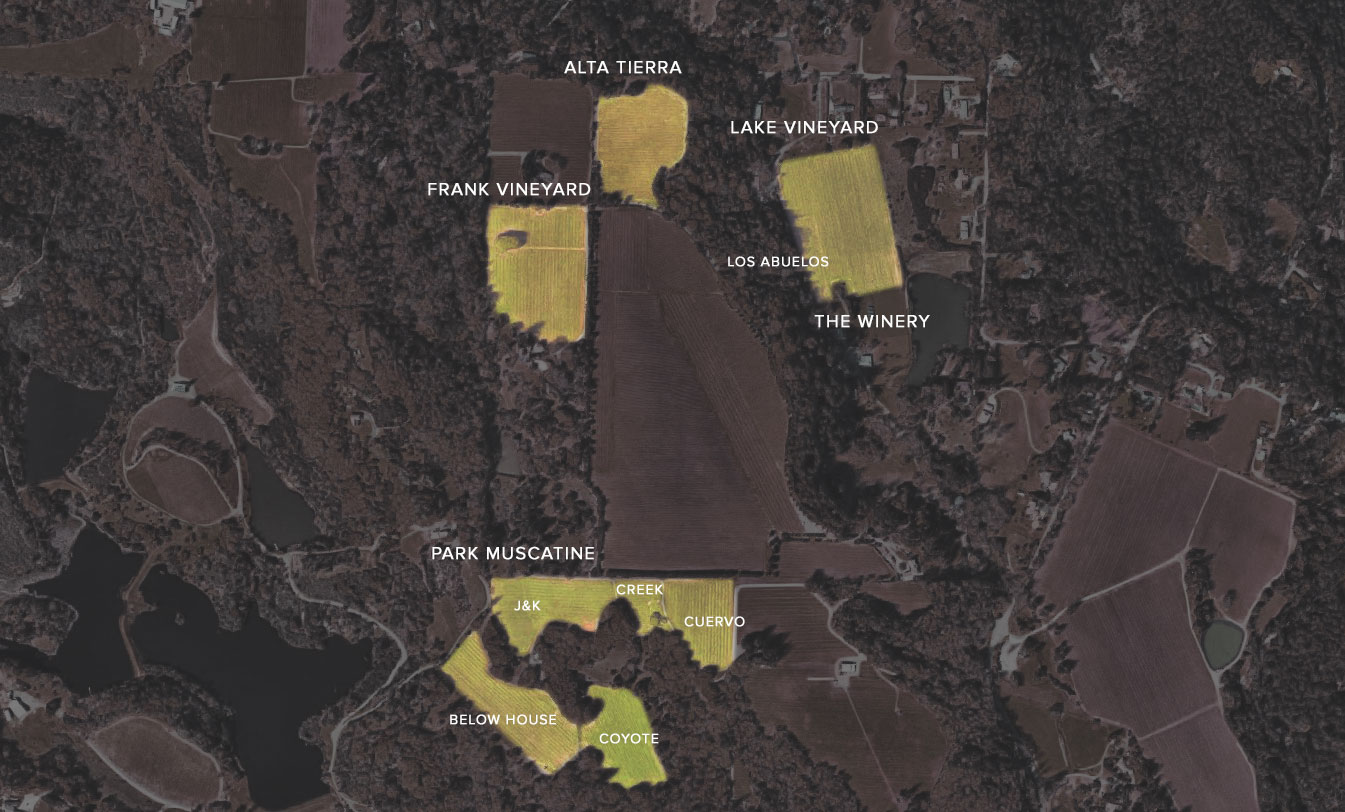 ALTA TIERRA
LAKE VINEYARD
FRANK VINEYARD
LOS ABUELOS
THE WINERY
PARK MUSCATINE
CREEK
J&K
CUERVO
BELOW HOUSE
COYOTE